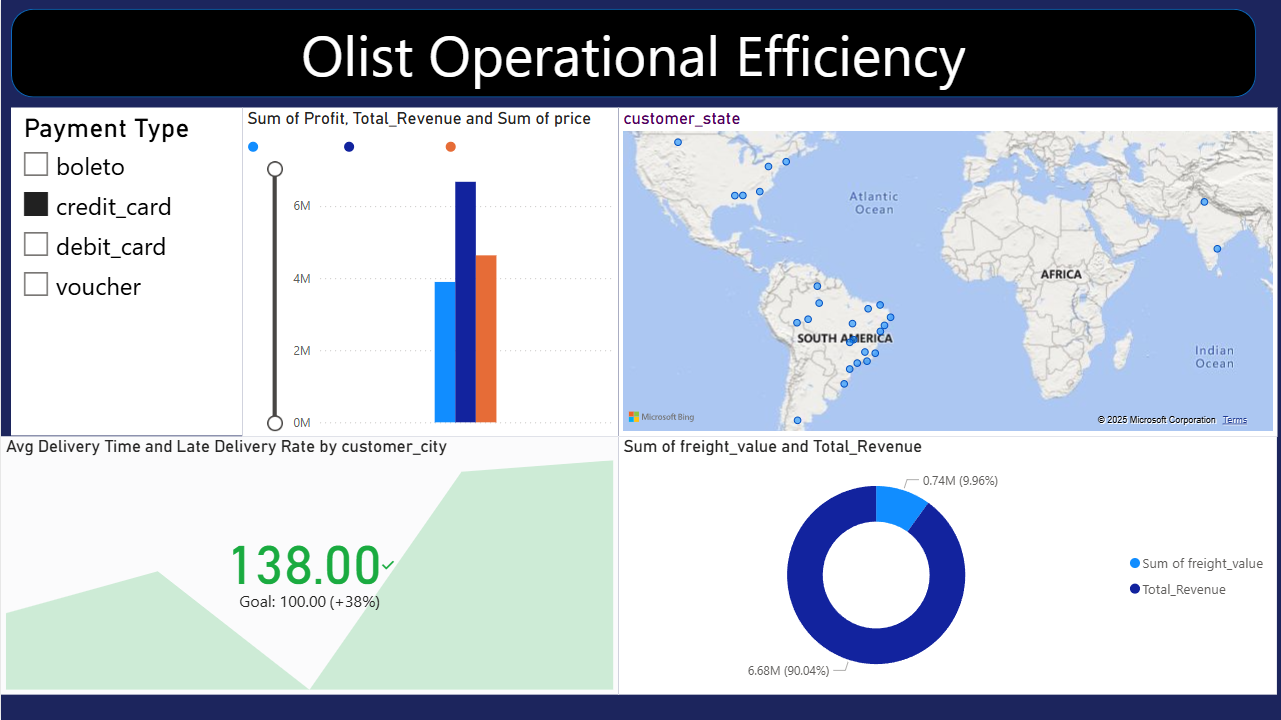 Olist Operational Efficiency
Payment Type
boleto
credit_card
debit_card
voucher
Sum of Profit, Total_Revenue and Sum of price
6M
4M
2M
0M
customer_state
Atlantic
Ocean
AFRICA
SOUTH AMERICA
Indian
Ocean
Microsoft Bing
© 2025 Microsoft Corporation Terms
Avg Delivery Time and Late Delivery Rate by customer_city
138.00
Goal: 100.00 (+38%)
Sum of freight_value and Total_Revenue
0.74M (9.96%)
Sum of freight_value
Total_Revenue
6.68M (90.04%)